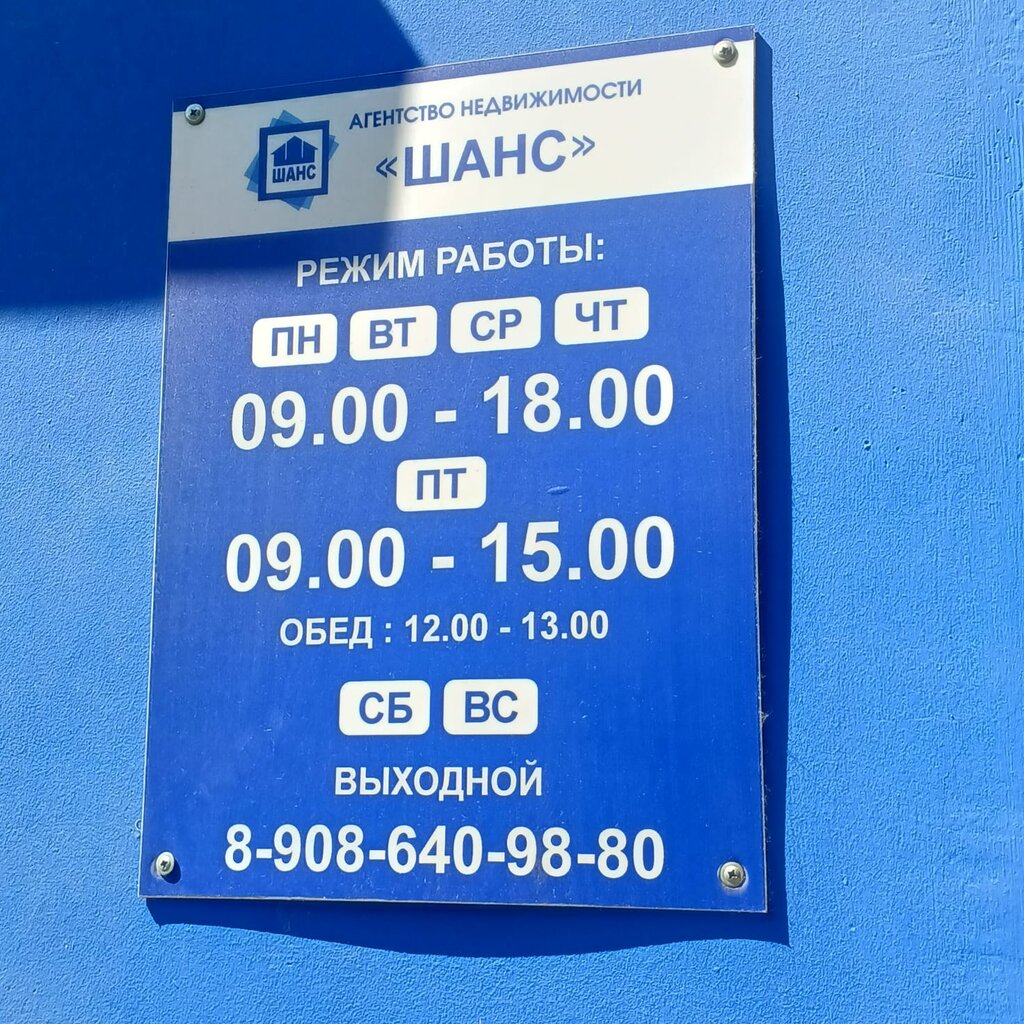 АГЕНТСТВО НЕДВИЖИМОСТИ
«ШАНС»
ШАНС
РЕЖИМ РАБОТЫ:
ПН ВТ СР ЧТ
09.00 - 18.00
ПТ
09.00 - 15.00
ОБЕД : 12.00 - 13.00
СБ ВС
ВЫХОДНОЙ
8-908-640-98-80